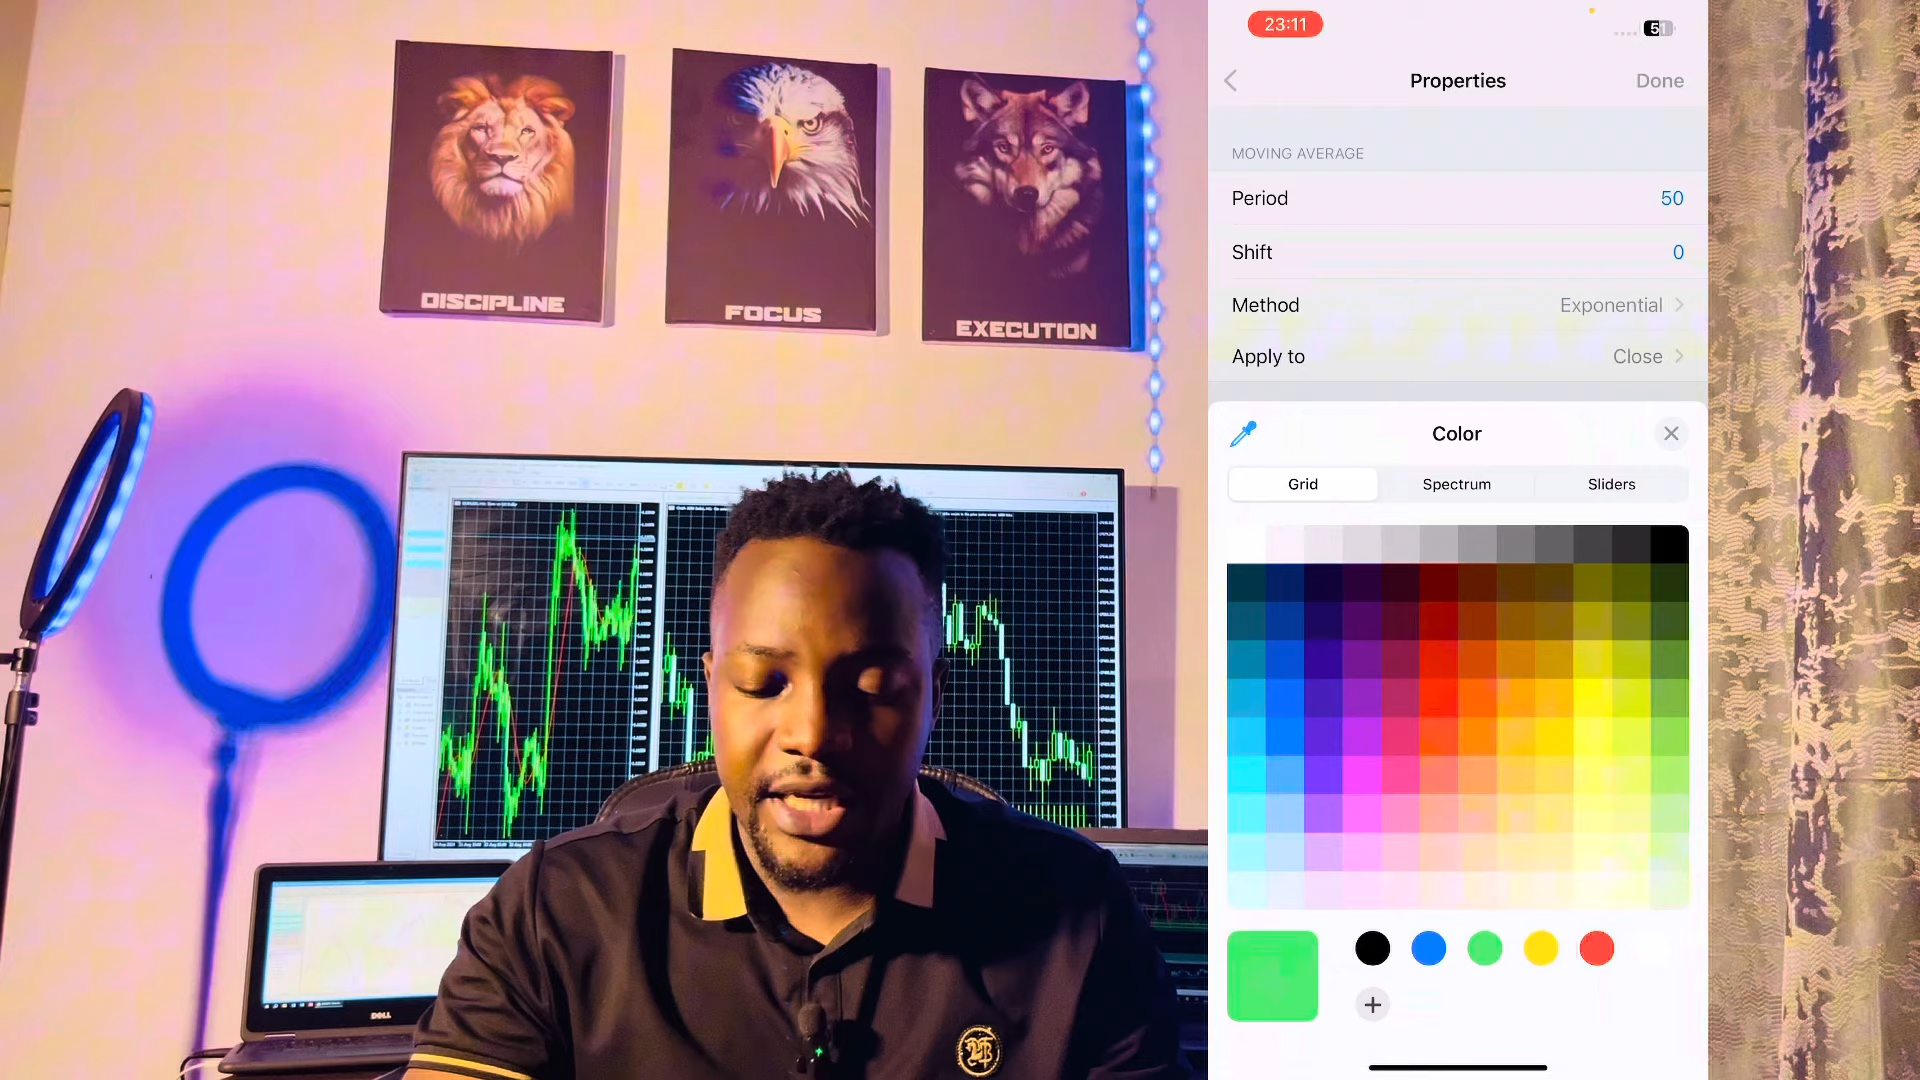 DISCIPLINE
FOCUS
EXECUTION
DELL
23:11
51
Properties
Done
MOVING AVERAGE
Period
50
Shift
0
Method
Exponential
Apply to
Close
Color
Grid
Spectrum
Sliders